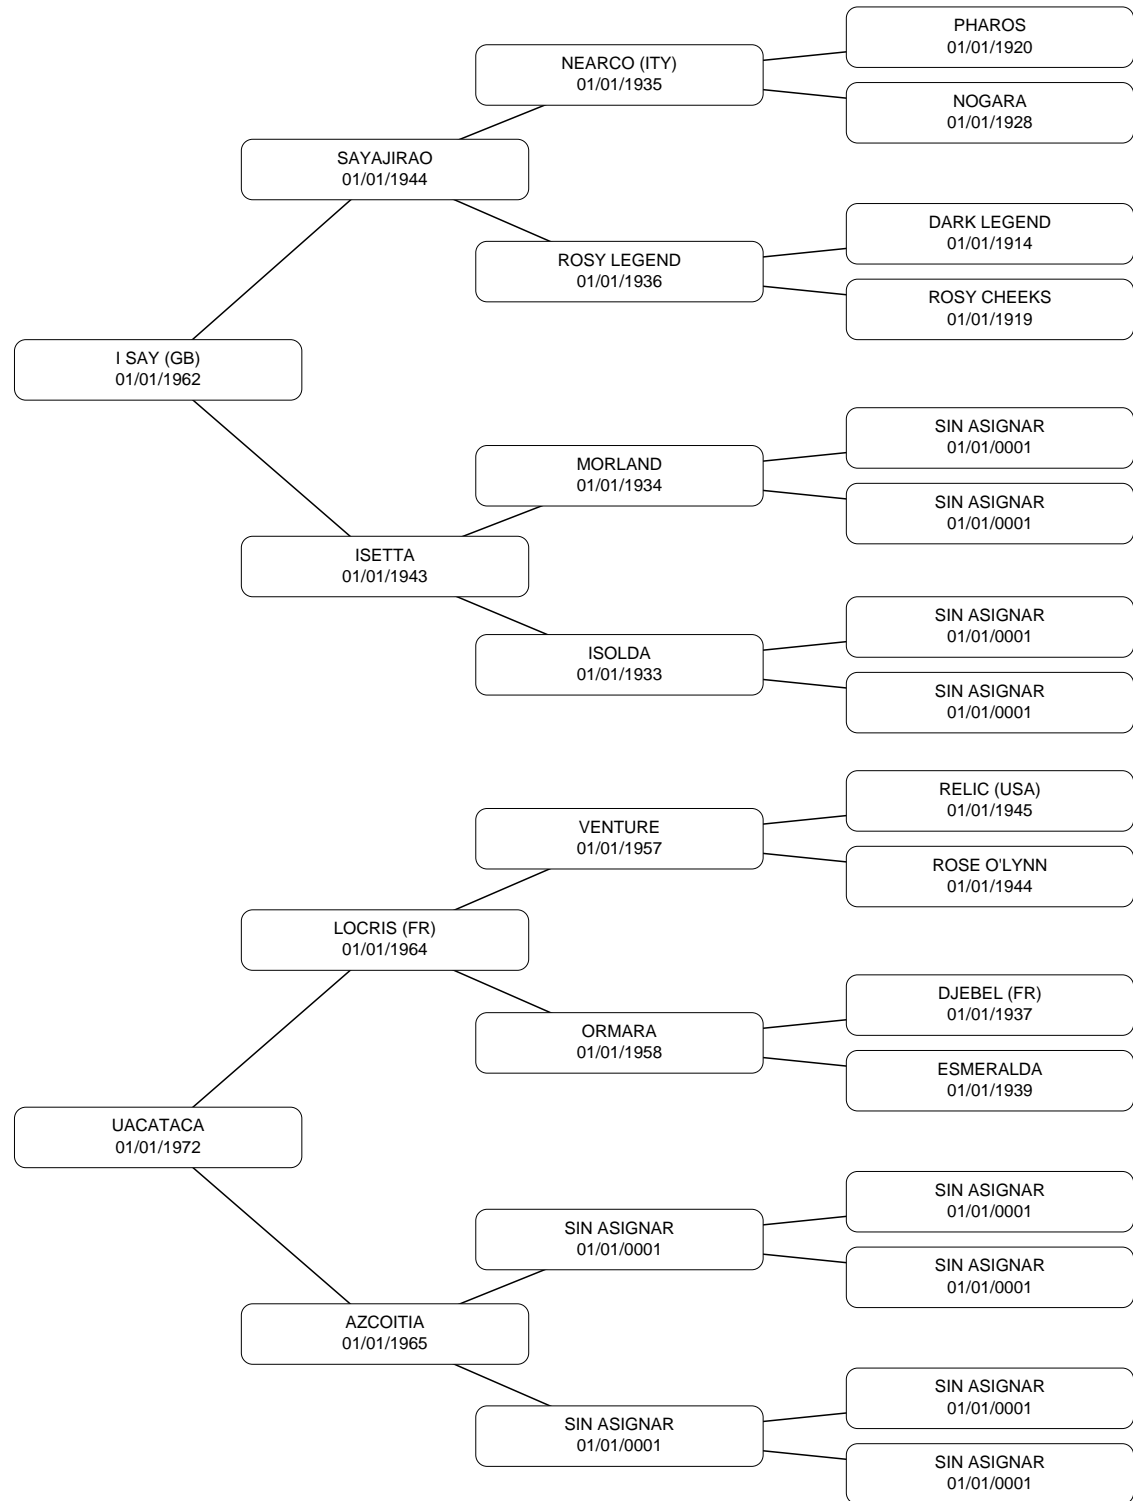 PHAROS
01/01/1920
NEARCO (ITY)
01/01/1935
NOGARA
01/01/1928
SAYAJIRAO
01/01/1944
DARK LEGEND
01/01/1914
ROSY LEGEND
01/01/1936
ROSY CHEEKS
01/01/1919
I SAY (GB)
01/01/1962
SIN ASIGNAR
01/01/0001
MORLAND
01/01/1934
SIN ASIGNAR
01/01/0001
ISETTA
01/01/1943
SIN ASIGNAR
01/01/0001
ISOLDA
01/01/1933
SIN ASIGNAR
01/01/0001
RELIC (USA)
01/01/1945
VENTURE
01/01/1957
ROSE O'LYNN
01/01/1944
LOCRIS (FR)
01/01/1964
DJEBEL (FR)
01/01/1937
ORMARA
01/01/1958
ESMERALDA
01/01/1939
UACATACA
01/01/1972
SIN ASIGNAR
01/01/0001
SIN ASIGNAR
01/01/0001
SIN ASIGNAR
01/01/0001
AZCOITIA
01/01/1965
SIN ASIGNAR
01/01/0001
SIN ASIGNAR
01/01/0001
SIN ASIGNAR
01/01/0001